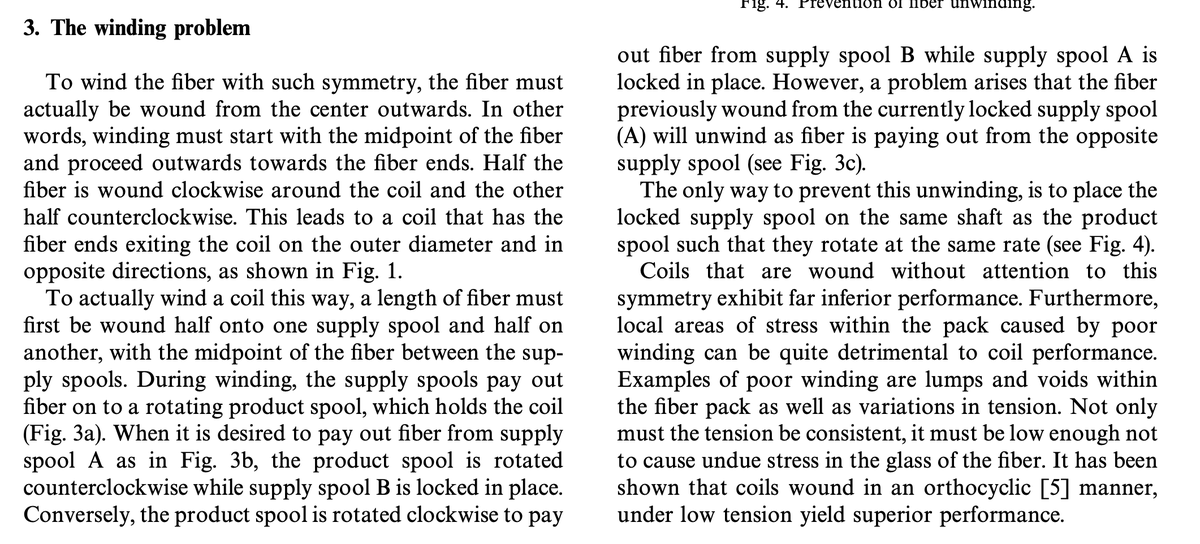 3. The winding problem
To wind the fiber with such symmetry, the fiber must
actually be wound from the center outwards. In other
words, winding must start with the midpoint of the fiber
and proceed outwards towards the fiber ends. Half the
fiber is wound clockwise around the coil and the other
half counterclockwise. This leads to a coil that has the
fiber ends exiting the coil on the outer diameter and in
opposite directions, as shown in Fig. 1.
To actually wind a coil this way, a length of fiber must
first be wound half onto one supply spool and half on
another, with the midpoint of the fiber between the sup-
ply spools. During winding, the supply spools pay out
fiber on to a rotating product spool, which holds the coil
(Fig. 3a). When it is desired to pay out fiber from supply
spool A as in Fig. 3b, the product spool is rotated
counterclockwise while supply spool B is locked in place.
Conversely, the product spool is rotated clockwise to pay
Fig. 4. Prevention of fiber unwinding.
out fiber from supply spool B while supply spool A is
locked in place. However, a problem arises that the fiber
previously wound from the currently locked supply spool
(A) will unwind as fiber is paying out from the opposite
supply spool (see Fig. 3c).
The only way to prevent this unwinding, is to place the
locked supply spool on the same shaft as the product
spool such that they rotate at the same rate (see Fig. 4).
Coils that are wound without attention to this
symmetry exhibit far inferior performance. Furthermore,
local areas of stress within the pack caused by poor
winding can be quite detrimental to coil performance.
Examples of poor winding are lumps and voids within
the fiber pack as well as variations in tension. Not only
must the tension be consistent, it must be low enough not
to cause undue stress in the glass of the fiber. It has been
shown that coils wound in an orthocyclic [5] manner,
under low tension yield superior performance.